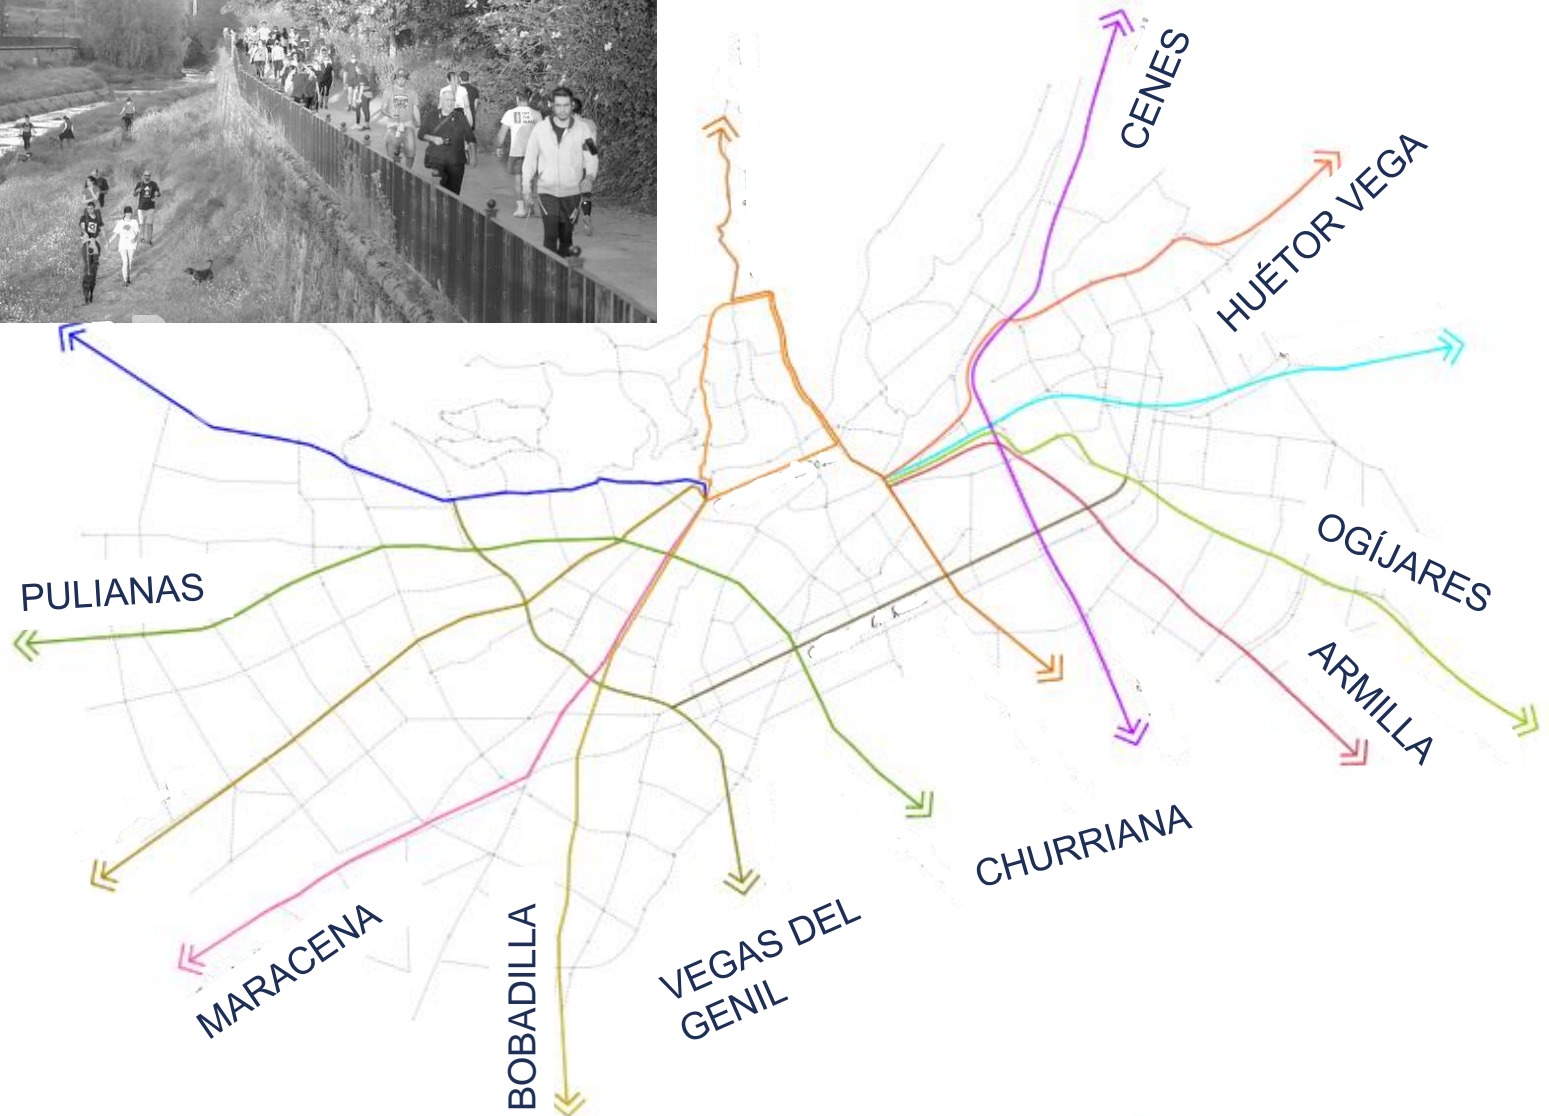 CENES
HUÉTOR VEGA
OGÍJARES
PULIANAS
ARMILLA
CHURRIANA
MARACENA
BOBADILLA
VEGAS DEL
GENIL